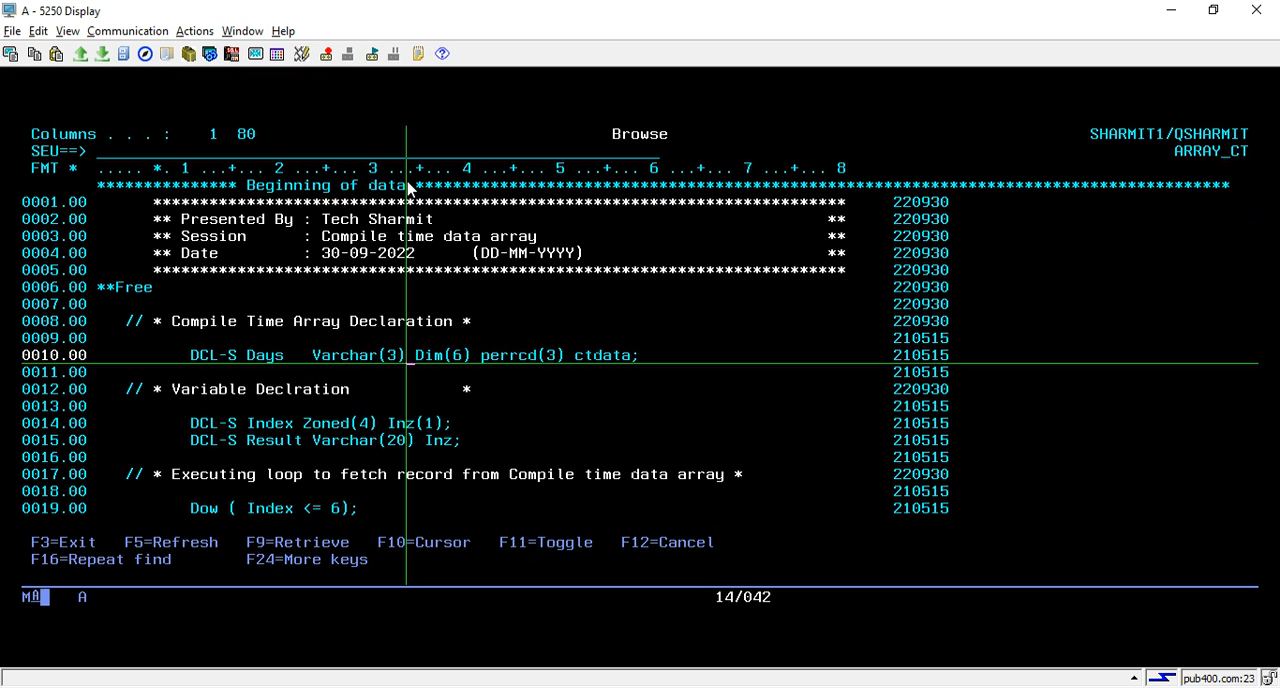 A - 5250 Display
File Edit View Communication Actions Window Help
Columns . . . : 1 80 Browse SHARMIT1/QSHARMIT
SEU==> ARRAY_CT
FMT * ..... *. 1 ...+... 2 ...+... 3 ...+... 4 ...+... 5 ...+... 6 ...+... 7 ...+... 8
*************** Beginning of data ***************************************************************************************
0001.00 ************************************************************************** 220930
0002.00 ** Presented By : Tech Sharmit ** 220930
0003.00 ** Session : Compile time data array ** 220930
0004.00 ** Date : 30-09-2022 (DD-MM-YYYY) ** 220930
0005.00 ************************************************************************** 220930
0006.00 **Free 220930
0007.00 220930
0008.00 // * Compile Time Array Declaration * 220930
0009.00 210515
0010.00 DCL-S Days Varchar(3) Dim(6) perrcd(3) ctdata; 210515
0011.00 210515
0012.00 // * Variable Declration * 220930
0013.00 210515
0014.00 DCL-S Index Zoned(4) Inz(1); 210515
0015.00 DCL-S Result Varchar(20) Inz; 210515
0016.00 210515
0017.00 // * Executing loop to fetch record from Compile time data array * 220930
0018.00 210515
0019.00 Dow ( Index <= 6); 210515
F3=Exit F5=Refresh F9=Retrieve F10=Cursor F11=Toggle F12=Cancel
F16=Repeat find F24=More keys
MA A 14/042
pub400.com:23